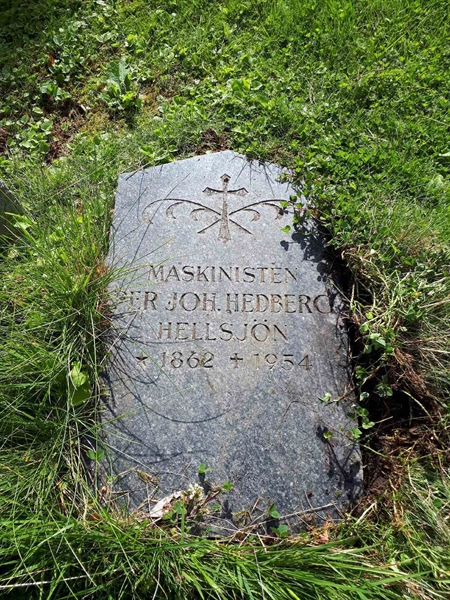 MASKINISTEN
PER JOH. HEDBERG
HELLSJÖN
✦ 1862 ✝ 1954